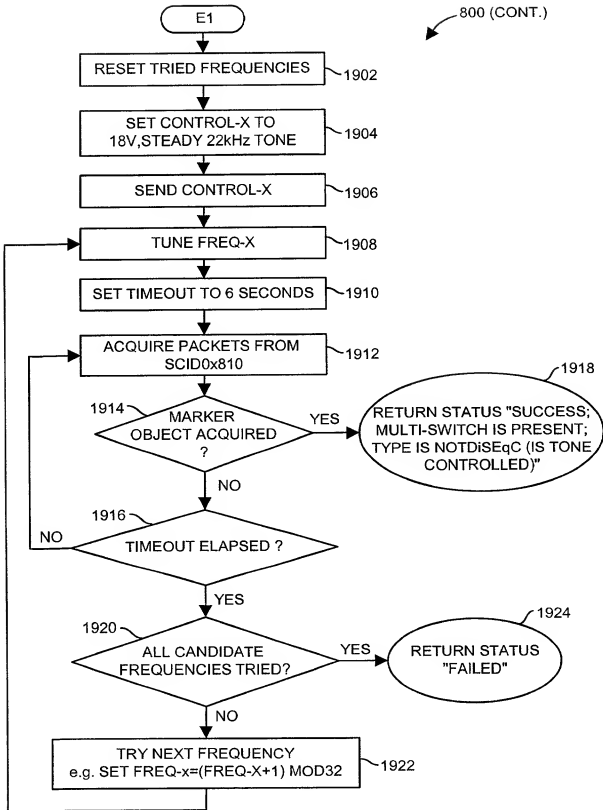 E1
800 (CONT.)
RESET TRIED FREQUENCIES
1902
SET CONTROL-X TO
18V,STEADY 22kHz TONE
1904
SEND CONTROL-X
1906
TUNE FREQ-X
1908
SET TIMEOUT TO 6 SECONDS
1910
ACQUIRE PACKETS FROM
SCID0x810
1912
1914
MARKER
OBJECT ACQUIRED
?
YES
1918
RETURN STATUS "SUCCESS;
MULTI-SWITCH IS PRESENT;
TYPE IS NOTDiSEqC (IS TONE
CONTROLLED)"
NO
1916
TIMEOUT ELAPSED ?
NO
YES
1920
ALL CANDIDATE
FREQUENCIES TRIED?
YES
1924
RETURN STATUS
"FAILED"
NO
TRY NEXT FREQUENCY
e.g. SET FREQ-x=(FREQ-X+1) MOD32
1922